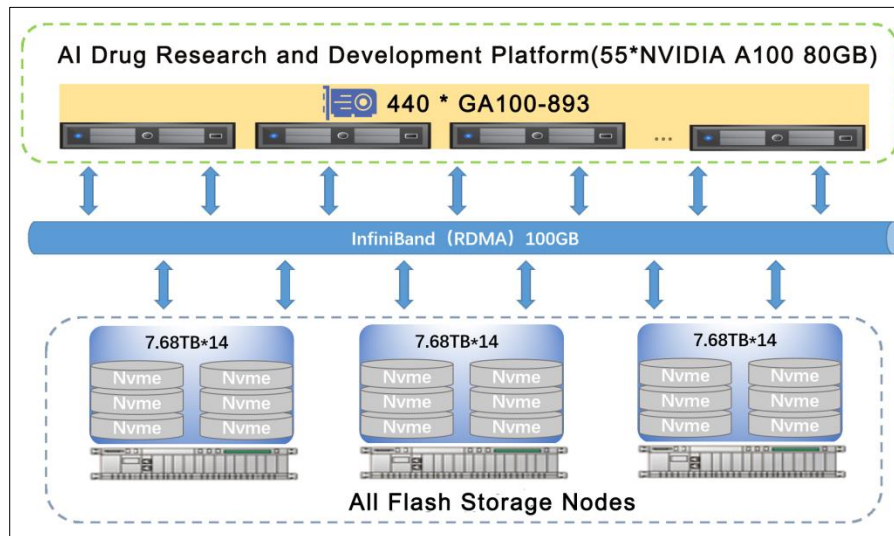 AI Drug Research and Development Platform(55*NVIDIA A100 80GB)
440 * GA100-893
...
InfiniBand（RDMA）100GB
7.68TB*14
Nvme Nvme
Nvme Nvme
Nvme Nvme
7.68TB*14
Nvme Nvme
Nvme Nvme
Nvme Nvme
7.68TB*14
Nvme Nvme
Nvme Nvme
Nvme Nvme
All Flash Storage Nodes